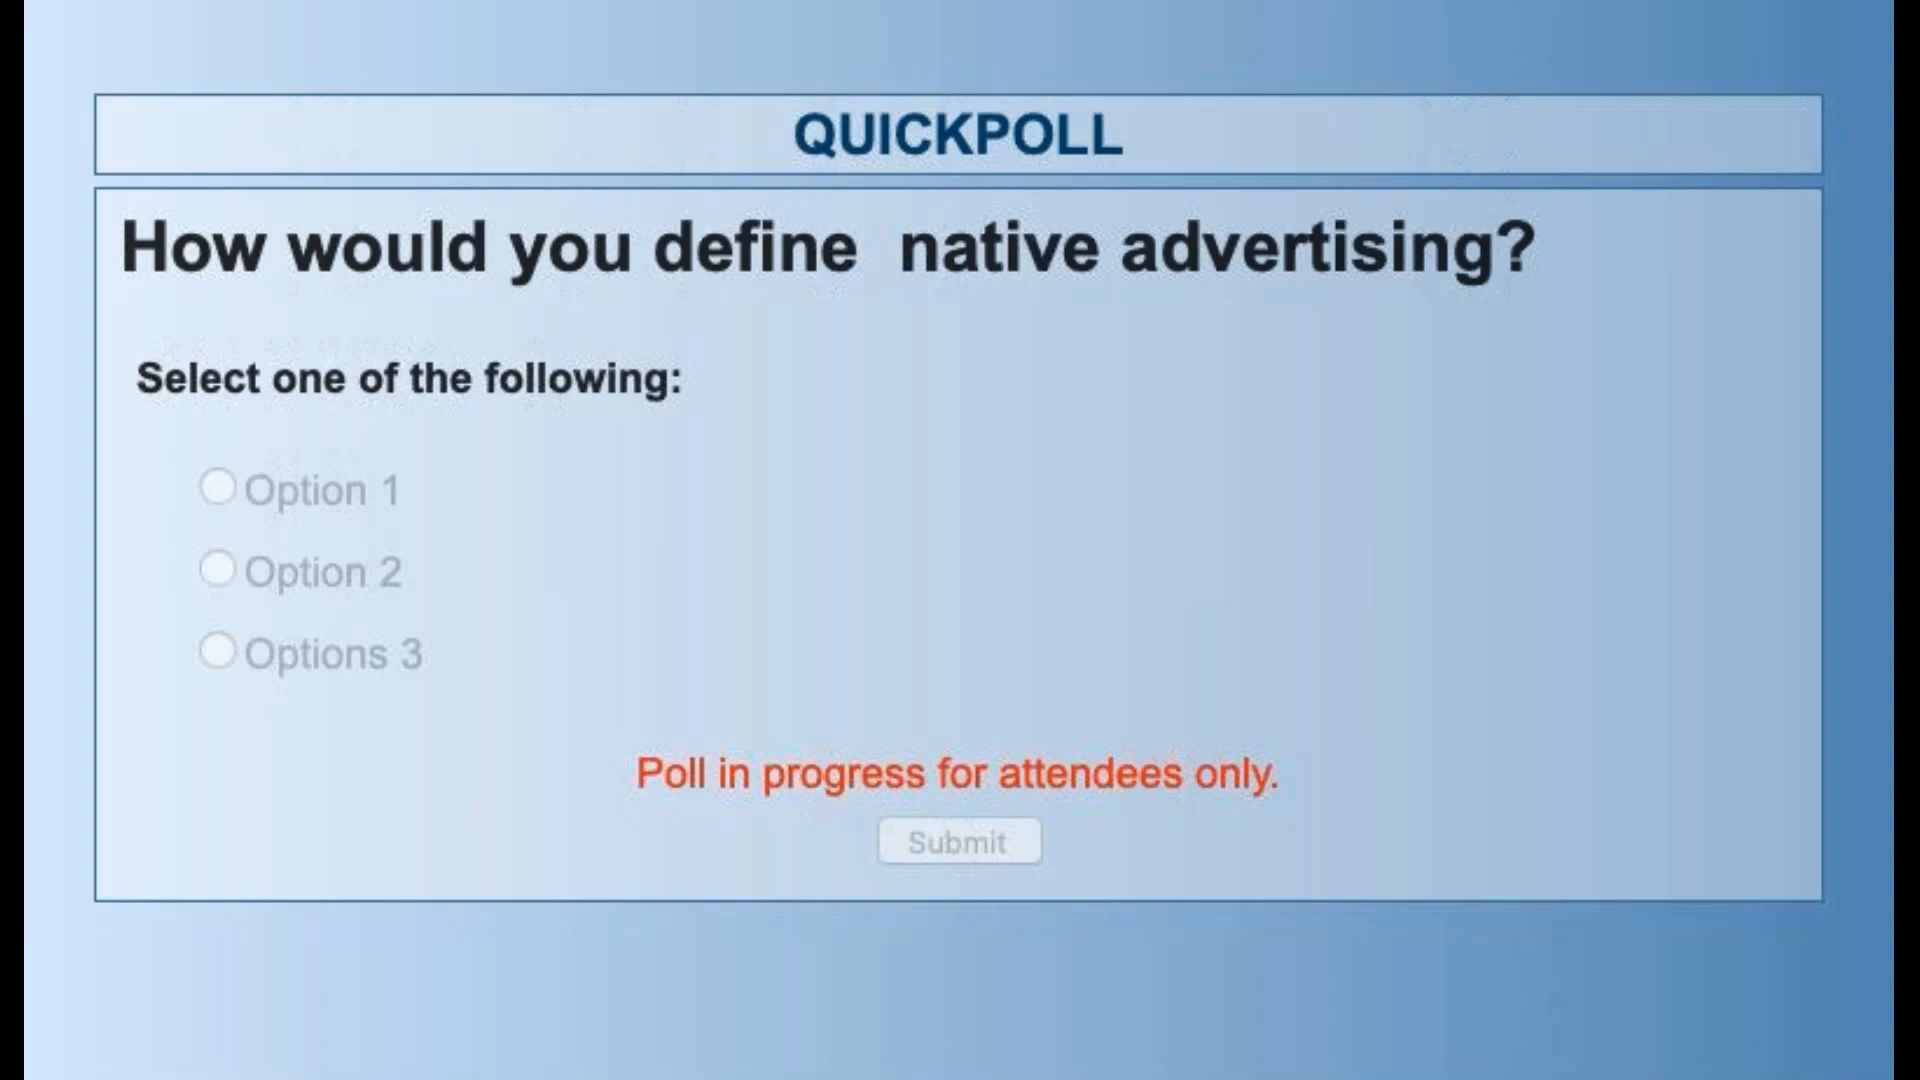 QUICKPOLL
How would you define  native advertising?
Select one of the following:
Option 1
Option 2
Options 3
Poll in progress for attendees only.
Submit